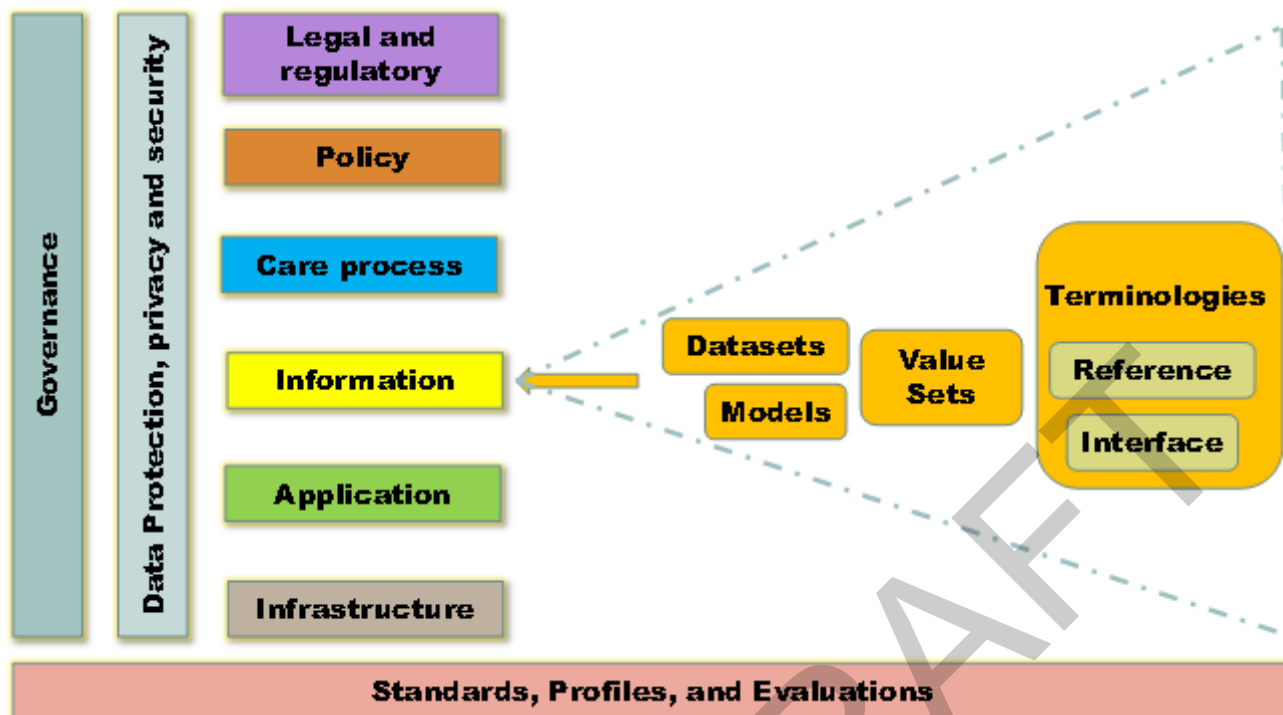 Governance
Data Protection, privacy and security
Legal and
regulatory
Policy
Care process
Information
Application
Infrastructure
Datasets
Models
Value
Sets
Terminologies
Reference
Interface
Standards, Profiles, and Evaluations
RAFT